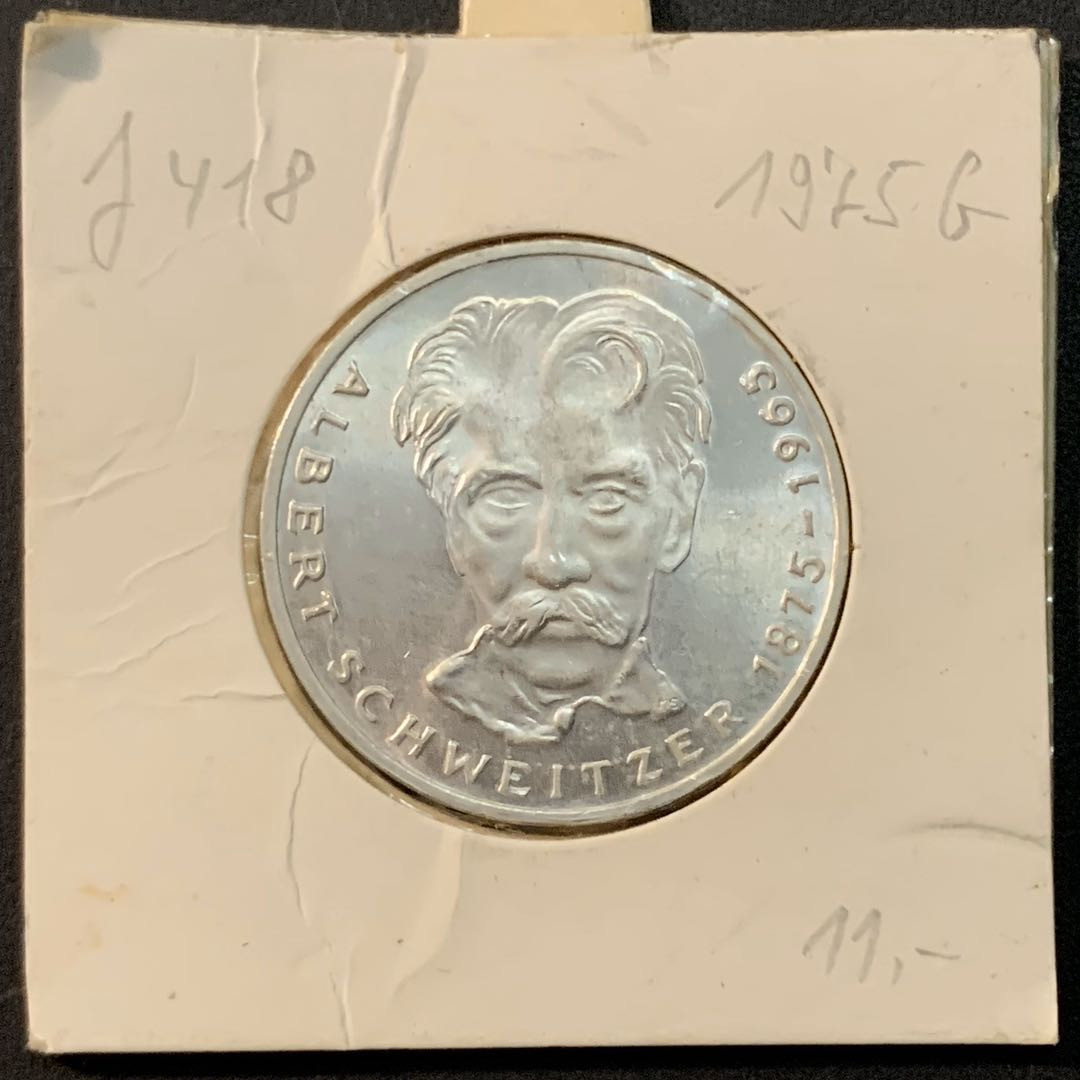 J 418
1975 G
ALBERT SCHWEITZER 1875-1965
11,-